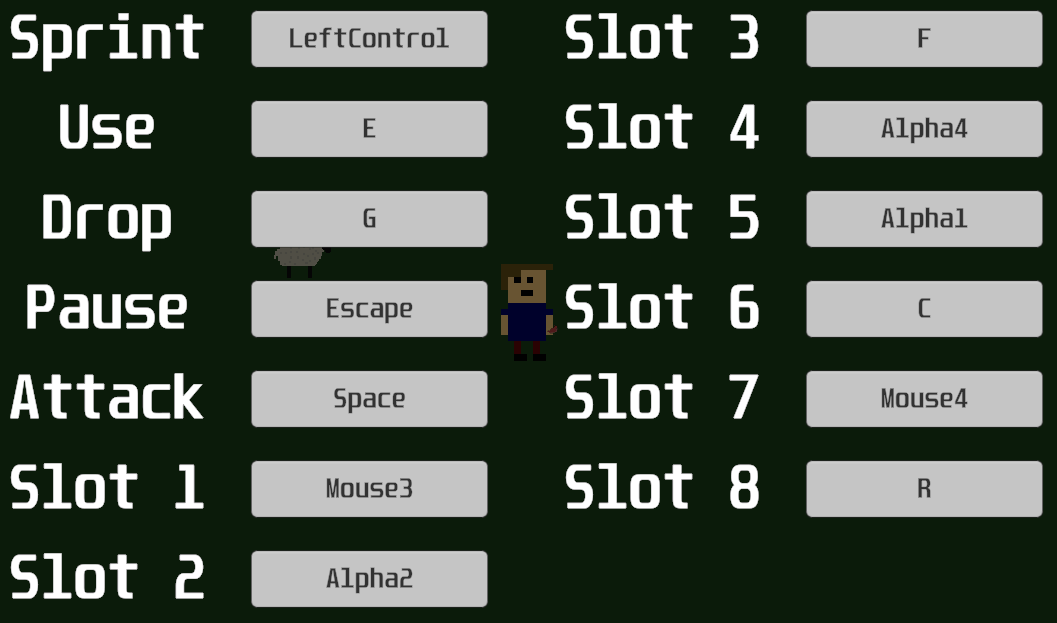 Sprint LeftControl
Use E
Drop G
Pause Escape
Attack Space
Slot 1 Mouse3
Slot 2 Alpha2
Slot 3 F
Slot 4 Alpha4
Slot 5 Alpha1
Slot 6 C
Slot 7 Mouse4
Slot 8 R